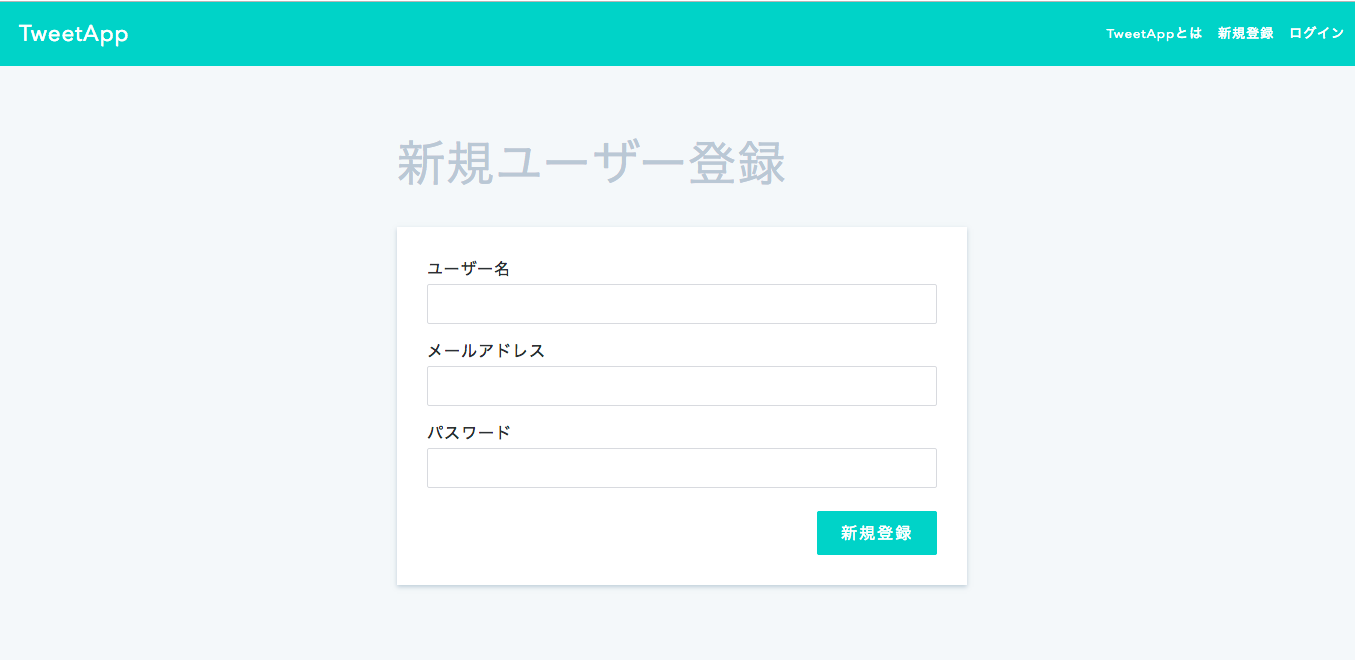 TweetApp
TweetAppとは 新規登録 ログイン
新規ユーザー登録
ユーザー名
メールアドレス
パスワード
新規登録